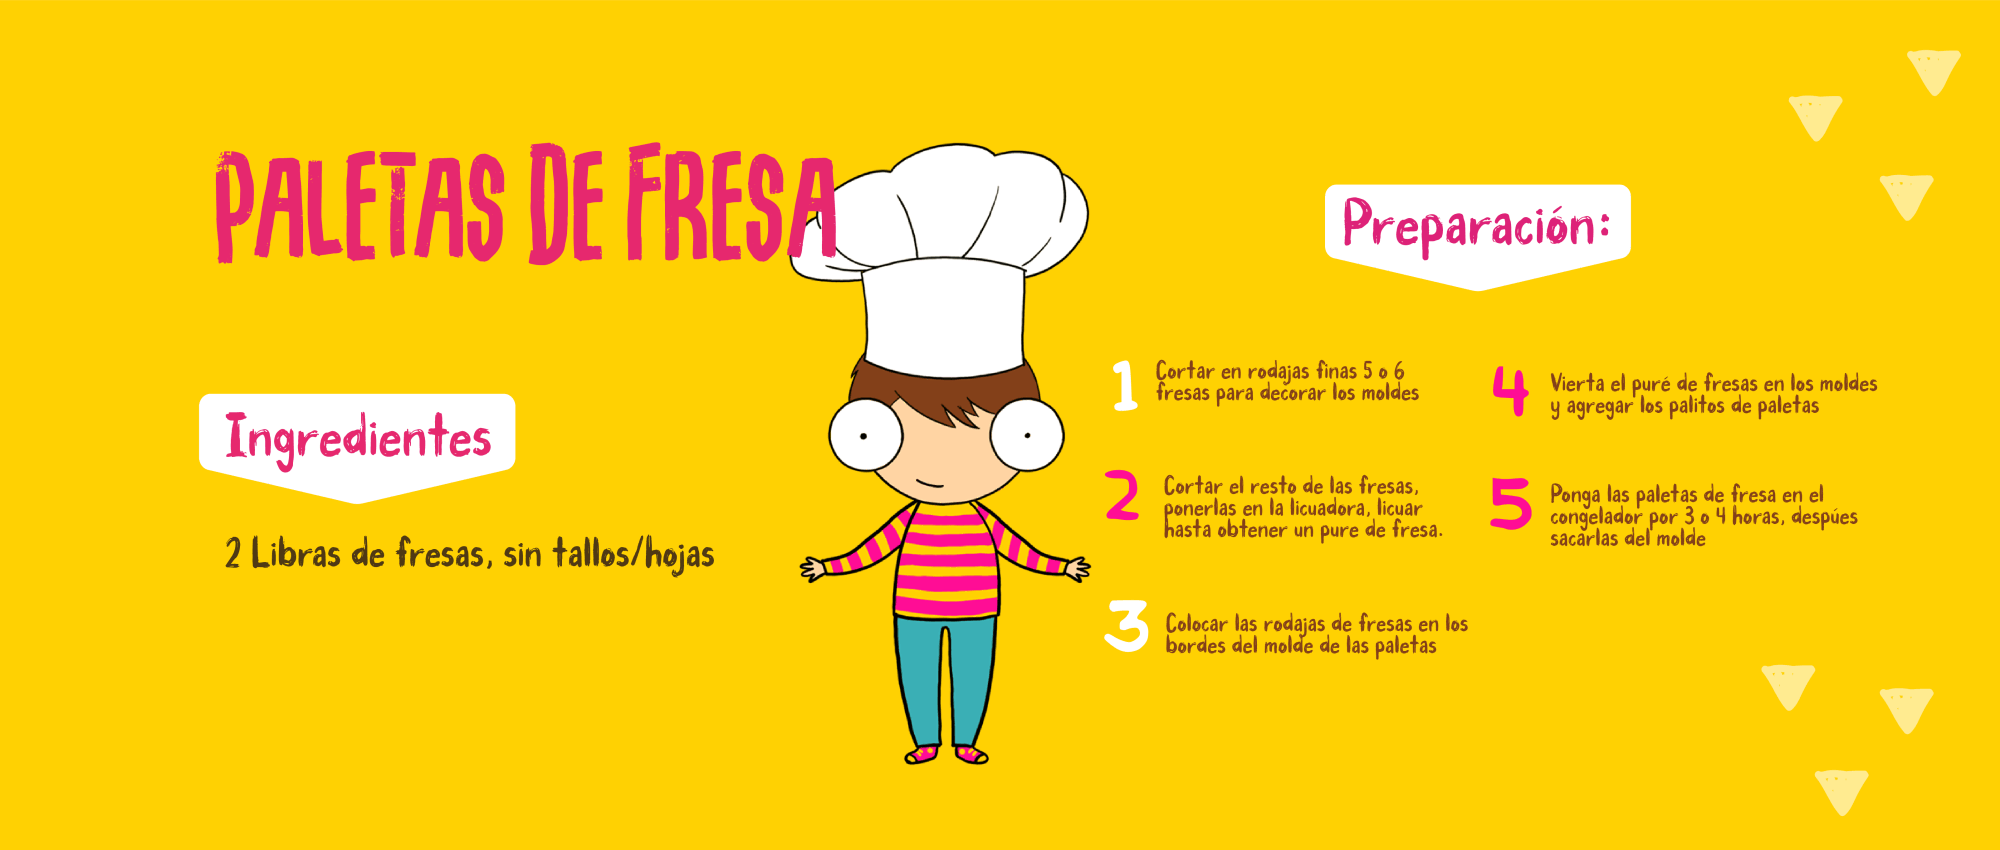 PALETAS DE FRESA
Ingredientes
2 Libras de fresas, sin tallos/hojas
Preparación:
1
Cortar en rodajas finas 5 o 6
fresas para decorar los moldes
2
Cortar el resto de las fresas,
ponerlas en la licuadora, licuar
hasta obtener un pure de fresa.
3
Colocar las rodajas de fresas en los
bordes del molde de las paletas
4
Vierta el puré de fresas en los moldes
y agregar los palitos de paletas
5
Ponga las paletas de fresa en el
congelador por 3 o 4 horas, despúes
sacarlas del molde